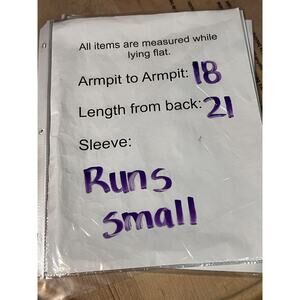 All items are measured while
lying flat.
Armpit to Armpit: 18
Length from back: 21
Sleeve:
Runs
small